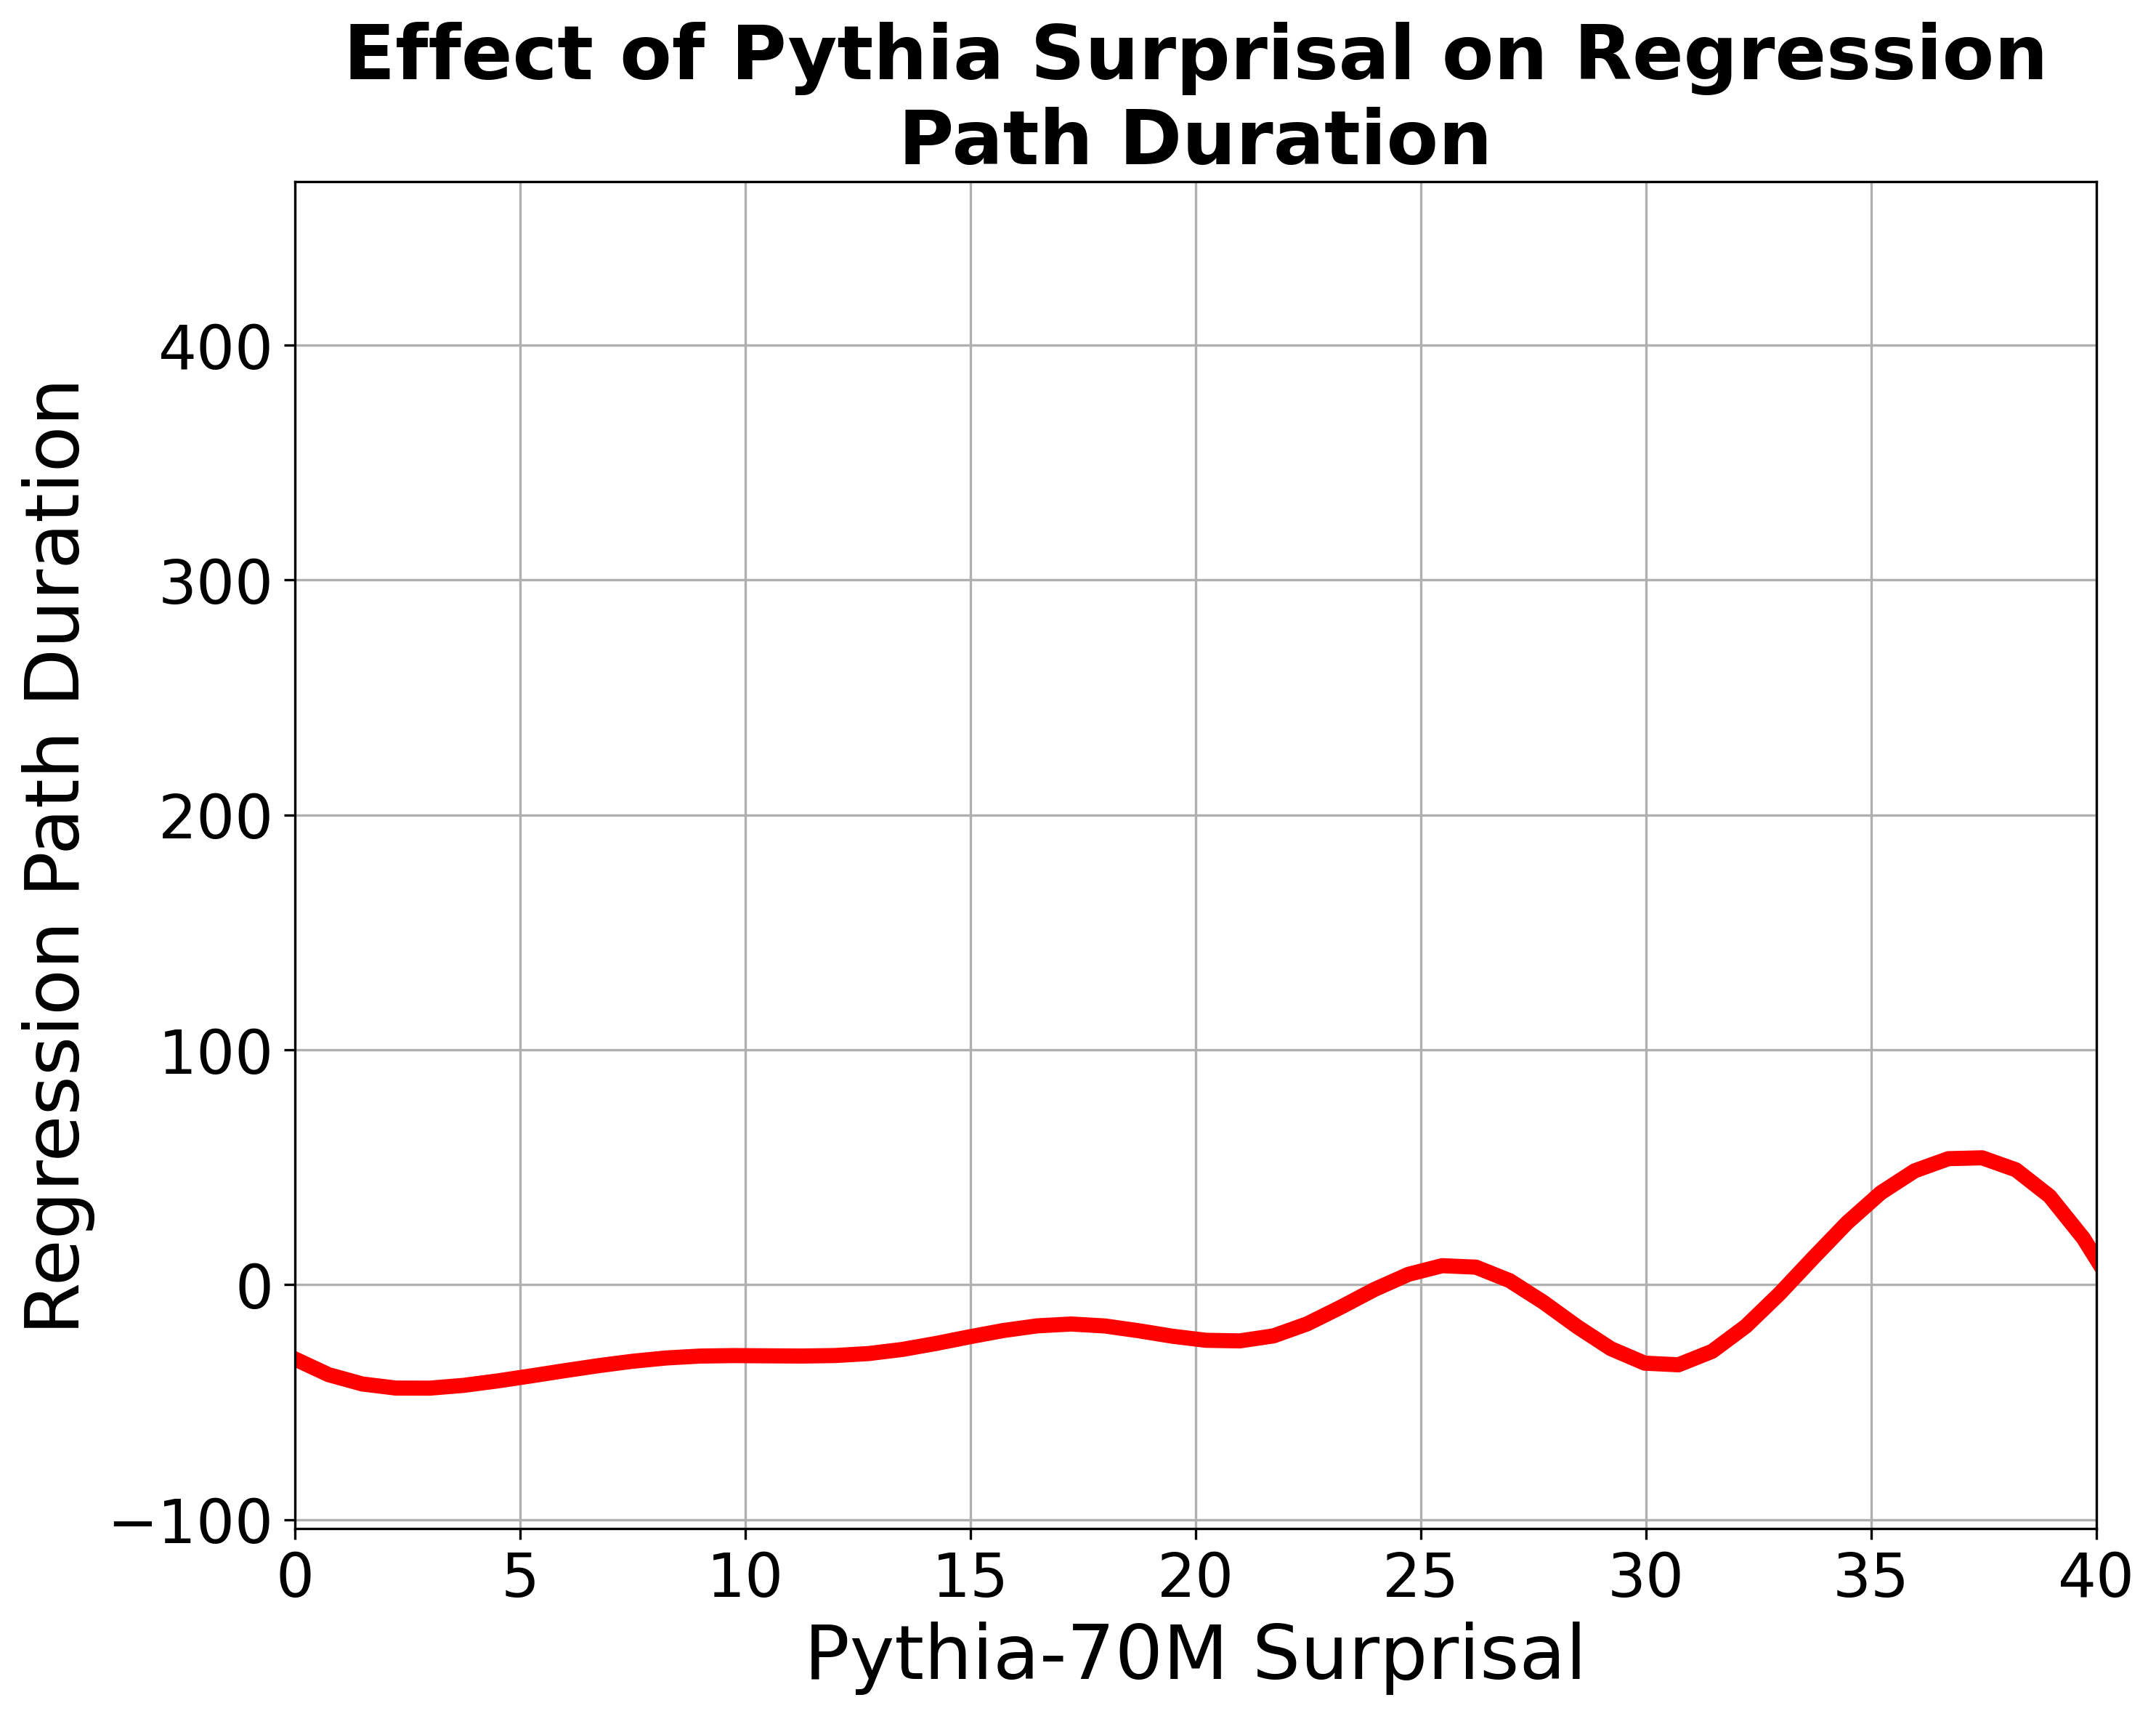 Effect of Pythia Surprisal on Regression
Path Duration
Regression Path Duration
400
300
200
100
0
−100
0 5 10 15 20 25 30 35 40
Pythia-70M Surprisal